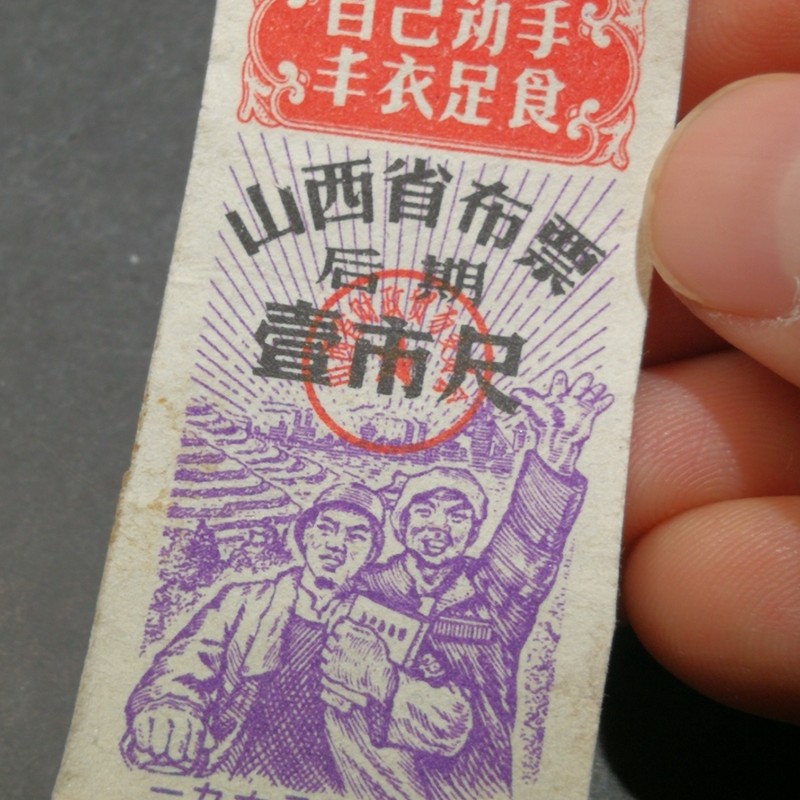 自己动手
丰衣足食
山西省布票
后期
壹市尺